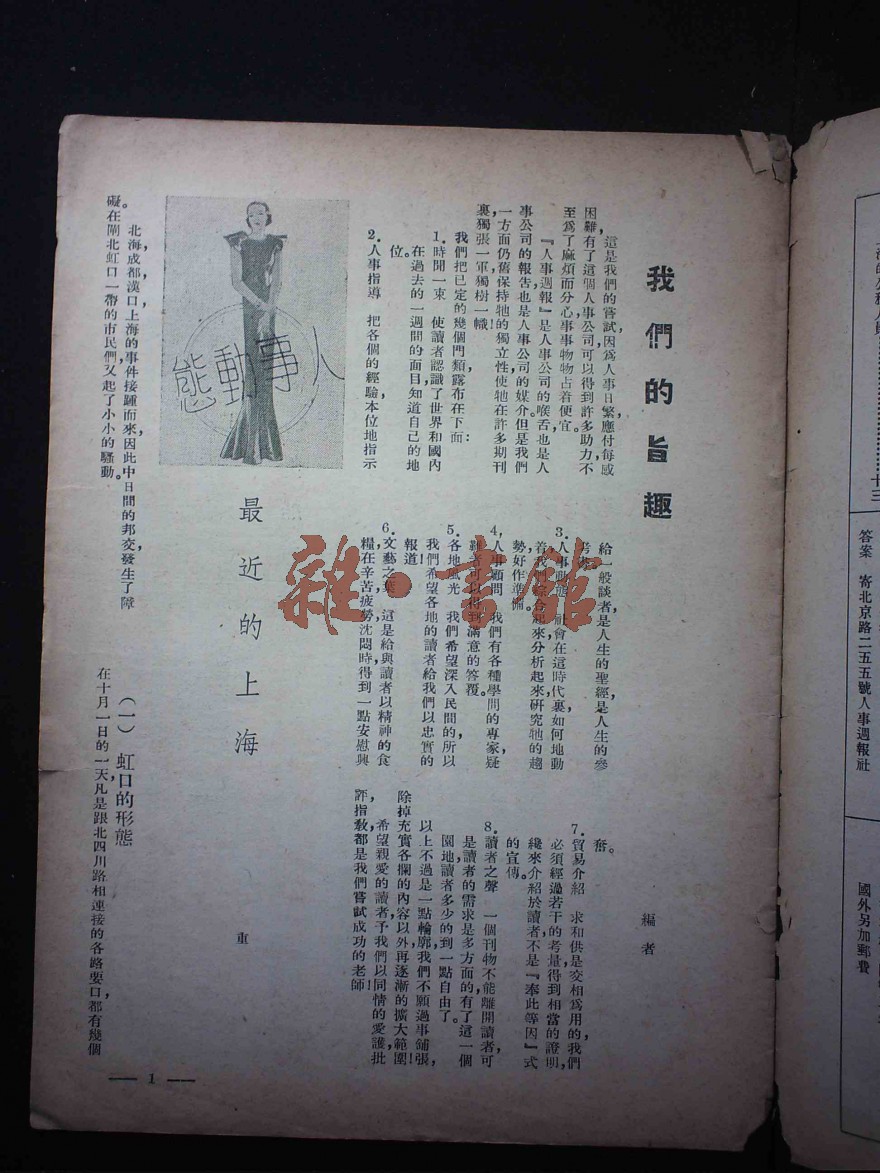 我們的旨趣
編者
這是我們的嘗試,因爲人事日繁應付每感
困難有了這個人事公司可以得到許多助力,不
至爲了麻煩而分心事事物物占着便宜。
『人事週報』是人事公司的喉舌也是人
事公司的報告也是人事公司的媒介但是我們
一方面仍舊保持牠的獨立性,使牠在許多期刊
裏獨張一軍獨樹一幟!
我們把已定的幾個門類露布在下面:
1.時聞一束 使讀者認識了世界和國內
在過去的一週間的面目,知道自己的地
位。
2.人事指導 把各個的經驗,本位地指示
給一般談者,是人生的聖經,是人生的參
3.人事動態 社會在這時代裏,如何地動
勢好作準備。
4,人事顧問 我們有各種學問的專家,疑
難者可以得到滿意的答覆。
5.各地風光 我們希望深入民間的,所以
我們希望各地的讀者給我們以忠實的
報道!
6.文藝之葉 這是給與讀者以精神的食
糧在辛苦疲勞沈悶時,得到一點安慰興
奮。
7.貿易介紹 求和供是交相爲用的,我們
必須經過若干的考量,得到相當的證明,
纔來介紹於讀者,不是『奉此等因』式
的宣傳。
8.讀者之聲 一個刊物不能離開讀者,可
是讀者的需求是多方面的,有了這一個
園地,讀者多少的到一點自由了。
以上不過是一點輪廓,我們不願過事鋪張,
除掉充實各欄的內容以外,再逐漸的擴大範圍!
希望親愛的讀者,予我們以同情的愛護,批
評,指教,都是我們嘗試成功的老師!
人事動態
最近的上海
重
北海,成都,漢口,上海的事件接踵而來,因此中日間的邦交,發生了障
礙。在閘北虹口一帶的市民們,又起了小小的騷動。
(一) 虹口的形態
在十月一日的一天,凡是跟北四川路相連接的各路要口,都有幾個
— 1 —
雜·書館
十三
答案 寄北京路二五五號人事週報社
國外另加郵費